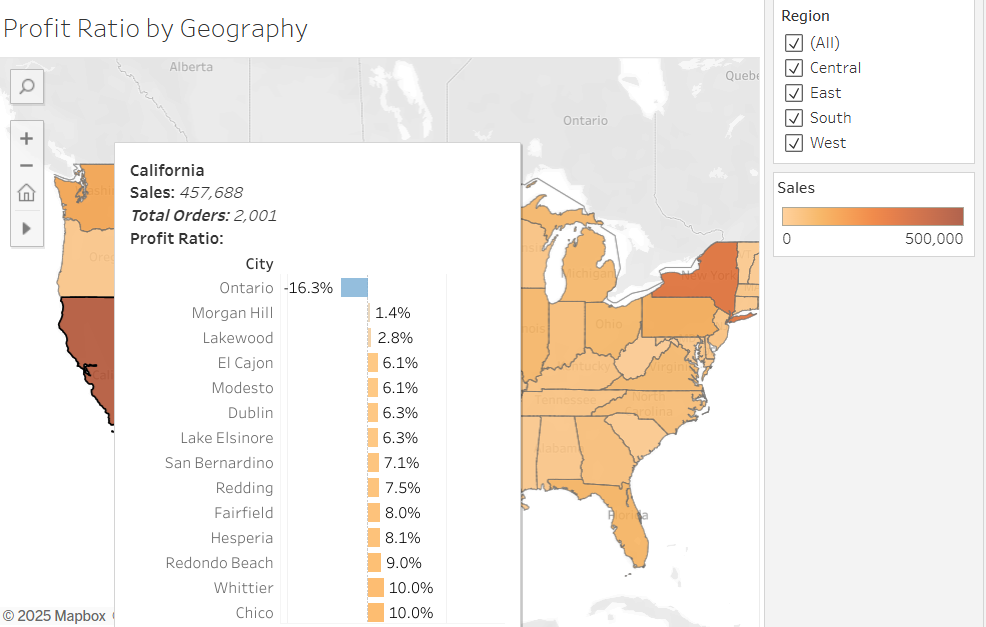 Profit Ratio by Geography
Alberta
Ontario
Quebe
California
Sales: 457,688
Total Orders: 2,001
Profit Ratio:
City
Ontario -16.3%
Morgan Hill 1.4%
Lakewood 2.8%
El Cajon 6.1%
Modesto 6.1%
Dublin 6.3%
Lake Elsinore 6.3%
San Bernardino 7.1%
Redding 7.5%
Fairfield 8.0%
Hesperia 8.1%
Redondo Beach 9.0%
Whittier 10.0%
Chico 10.0%
Michigan
New York
Ohio
Tennessee
North
Carolina
Florida
© 2025 Mapbox
Region
(All)
Central
East
South
West
Sales
0 500,000